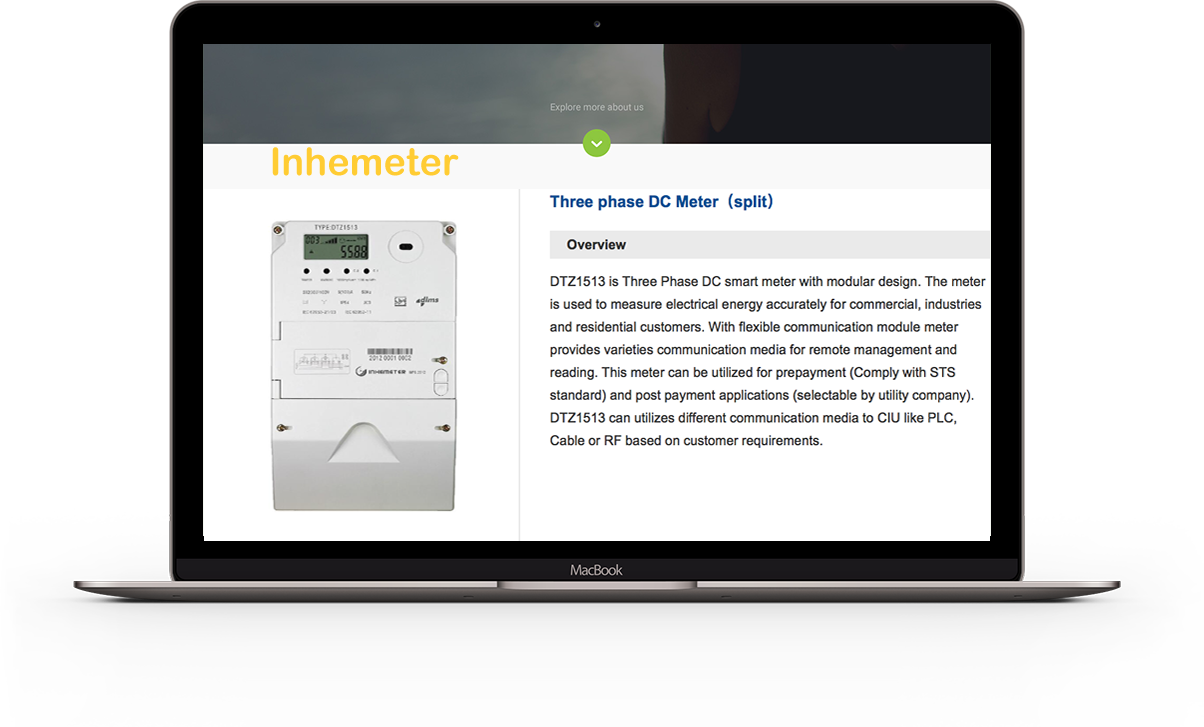 Explore more about us
Inhemeter
Three phase DC Meter（split）
Overview
DTZ1513 is Three Phase DC smart meter with modular design. The meter
is used to measure electrical energy accurately for commercial, industries
and residential customers. With flexible communication module meter
provides varieties communication media for remote management and
reading. This meter can be utilized for prepayment (Comply with STS
standard) and post payment applications (selectable by utility company).
DTZ1513 can utilizes different communication media to CIU like PLC,
Cable or RF based on customer requirements.
TYPE:DTZ1513
003
5588
2012 0001 0802
INHEMETER
MacBook